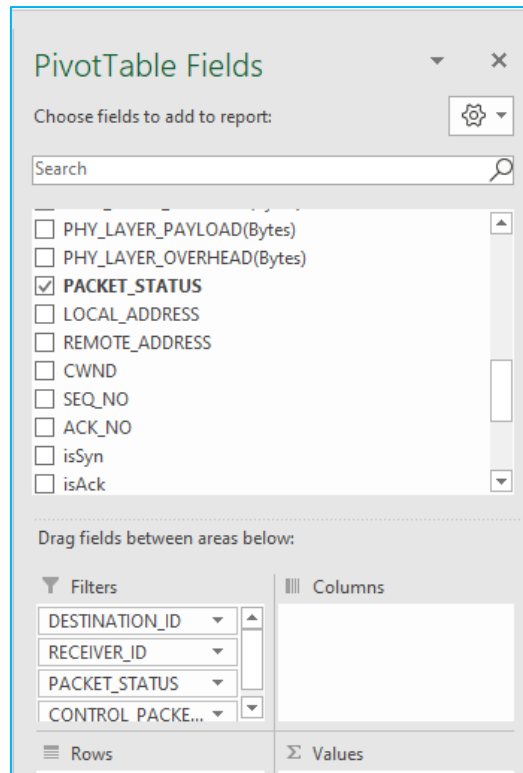 PivotTable Fields
Choose fields to add to report:
Search
PHY_LAYER_PAYLOAD(Bytes)
PHY_LAYER_OVERHEAD(Bytes)
PACKET_STATUS
LOCAL_ADDRESS
REMOTE_ADDRESS
CWND
SEQ_NO
ACK_NO
isSyn
isAck
Drag fields between areas below:
Filters
Columns
DESTINATION_ID
RECEIVER_ID
PACKET_STATUS
CONTROL_PACKE...
Rows
Σ Values